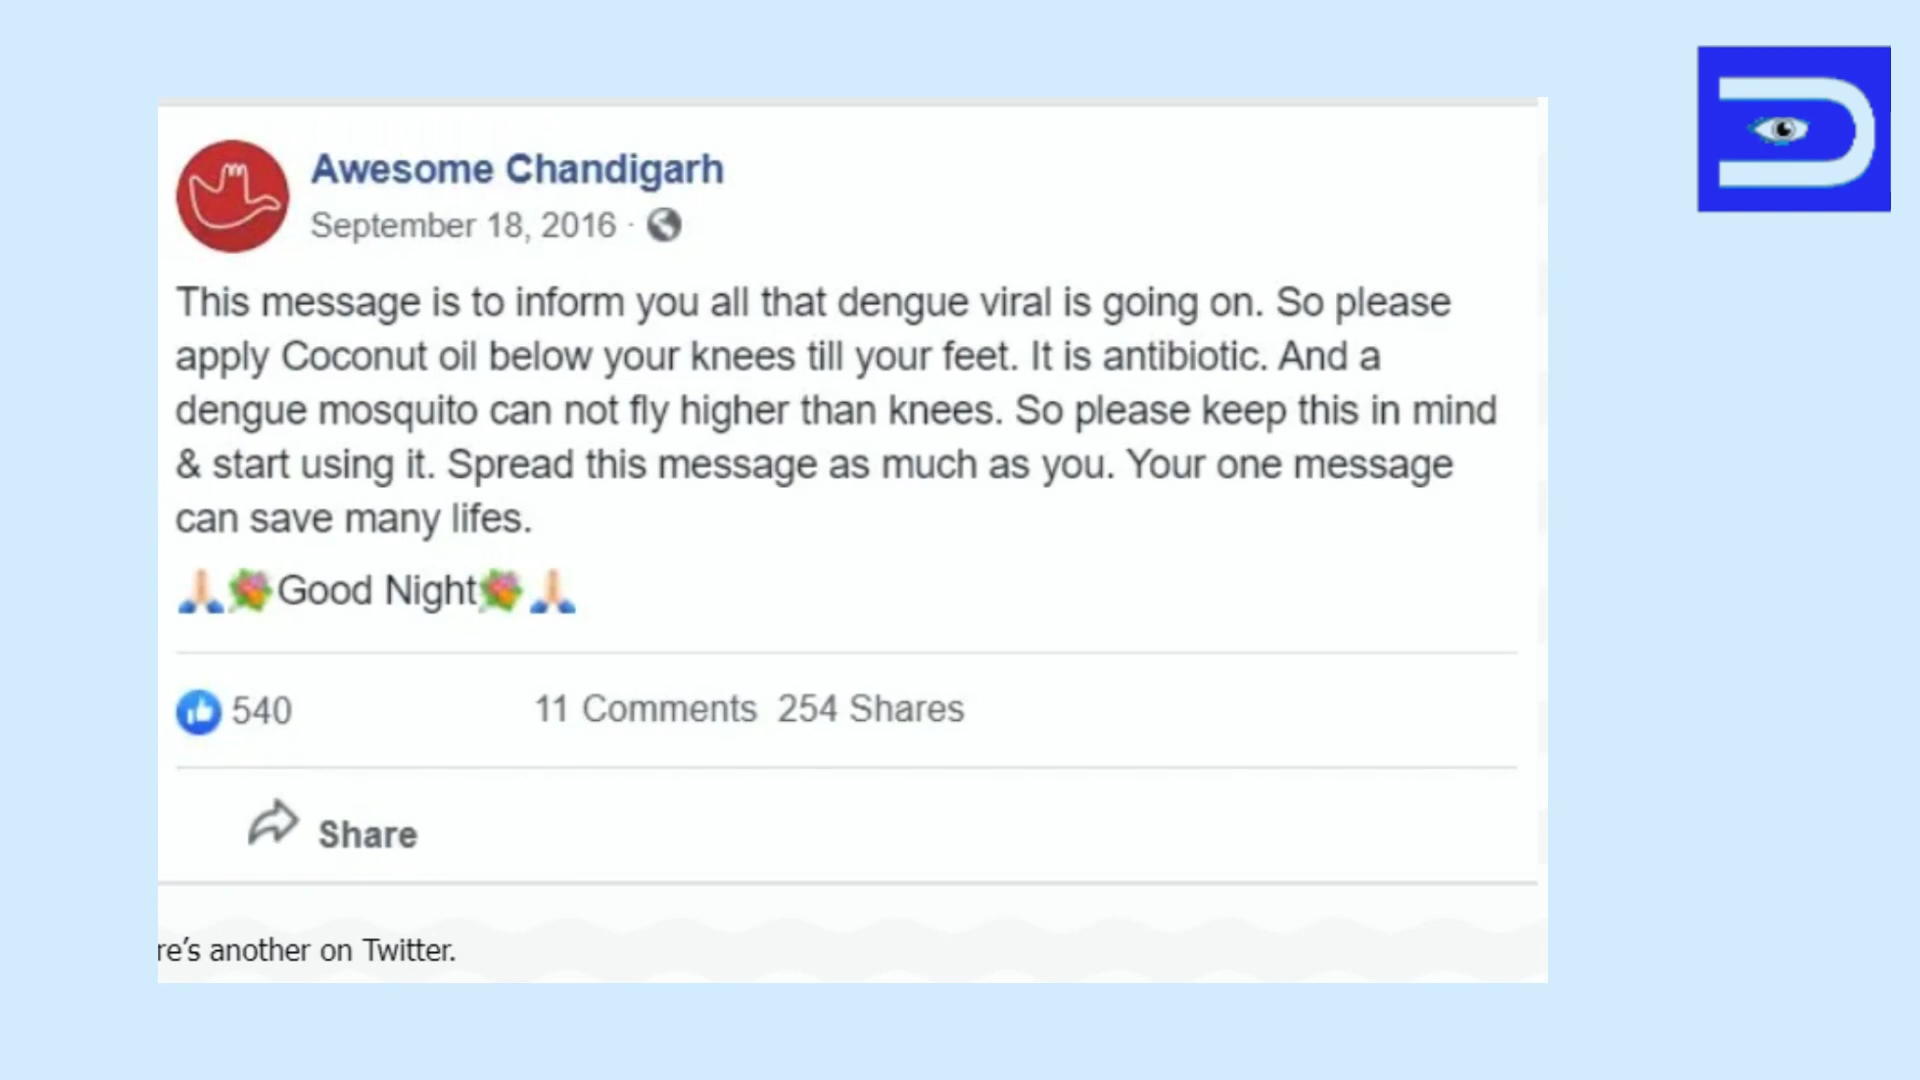 Awesome Chandigarh
September 18, 2016 ·
This message is to inform you all that dengue viral is going on. So please
apply Coconut oil below your knees till your feet. It is antibiotic. And a
dengue mosquito can not fly higher than knees. So please keep this in mind
& start using it. Spread this message as much as you. Your one message
can save many lifes.
🙏💐Good Night💐🙏
540 11 Comments 254 Shares
Share
re’s another on Twitter.